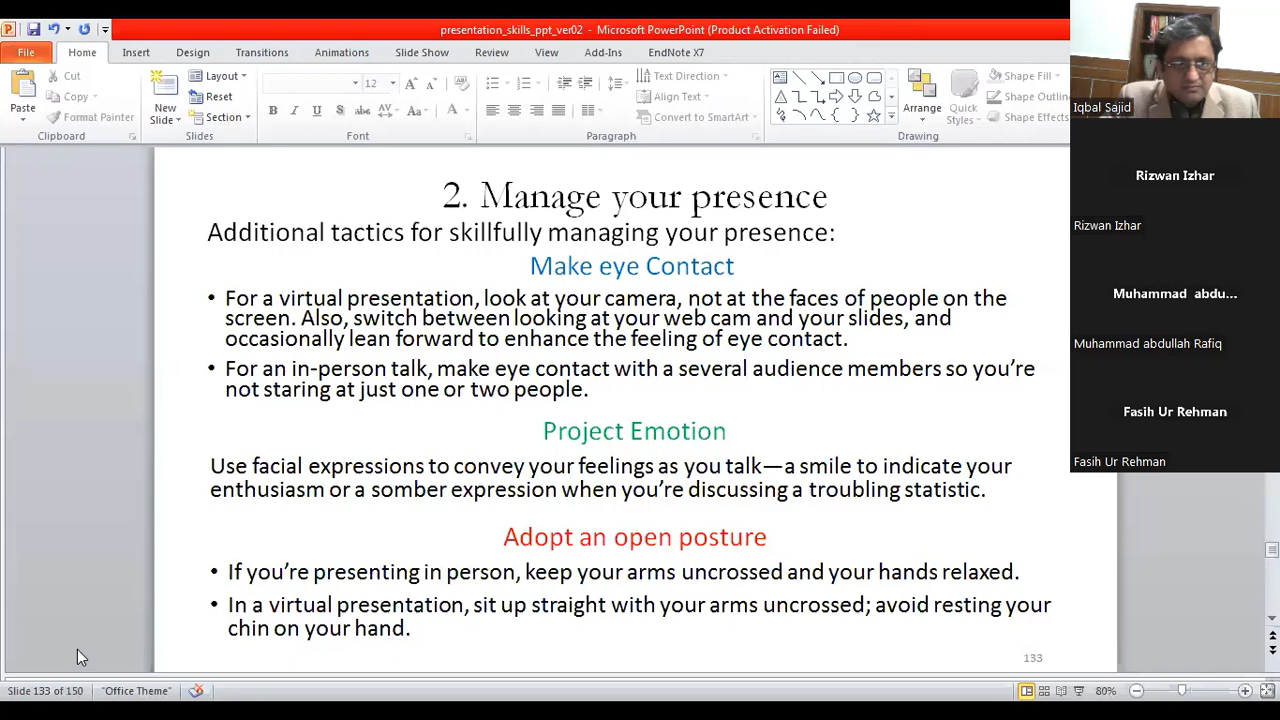 presentation_skills_ppt_ver02 - Microsoft PowerPoint (Product Activation Failed)
File Home Insert Design Transitions Animations Slide Show Review View Add-Ins EndNote X7
Paste
Cut
Copy
Format Painter
Clipboard
New Slide
Layout
Reset
Section
Slides
12
B I U S abc AV Aa A
Font
Text Direction
Align Text
Convert to SmartArt
Paragraph
Arrange
Quick Styles
Shape Fill
Shape Outline
Shape Effects
Drawing
2. Manage your presence
Additional tactics for skillfully managing your presence:
Make eye Contact
• For a virtual presentation, look at your camera, not at the faces of people on the
screen. Also, switch between looking at your web cam and your slides, and
occasionally lean forward to enhance the feeling of eye contact.
• For an in-person talk, make eye contact with a several audience members so you're
not staring at just one or two people.
Project Emotion
Use facial expressions to convey your feelings as you talk—a smile to indicate your
enthusiasm or a somber expression when you're discussing a troubling statistic.
Adopt an open posture
• If you're presenting in person, keep your arms uncrossed and your hands relaxed.
• In a virtual presentation, sit up straight with your arms uncrossed; avoid resting your
chin on your hand.
133
Slide 133 of 150 "Office Theme" 80%
Iqbal Sajid
Rizwan Izhar
Rizwan Izhar
Muhammad abdu...
Muhammad abdullah Rafiq
Fasih Ur Rehman
Fasih Ur Rehman